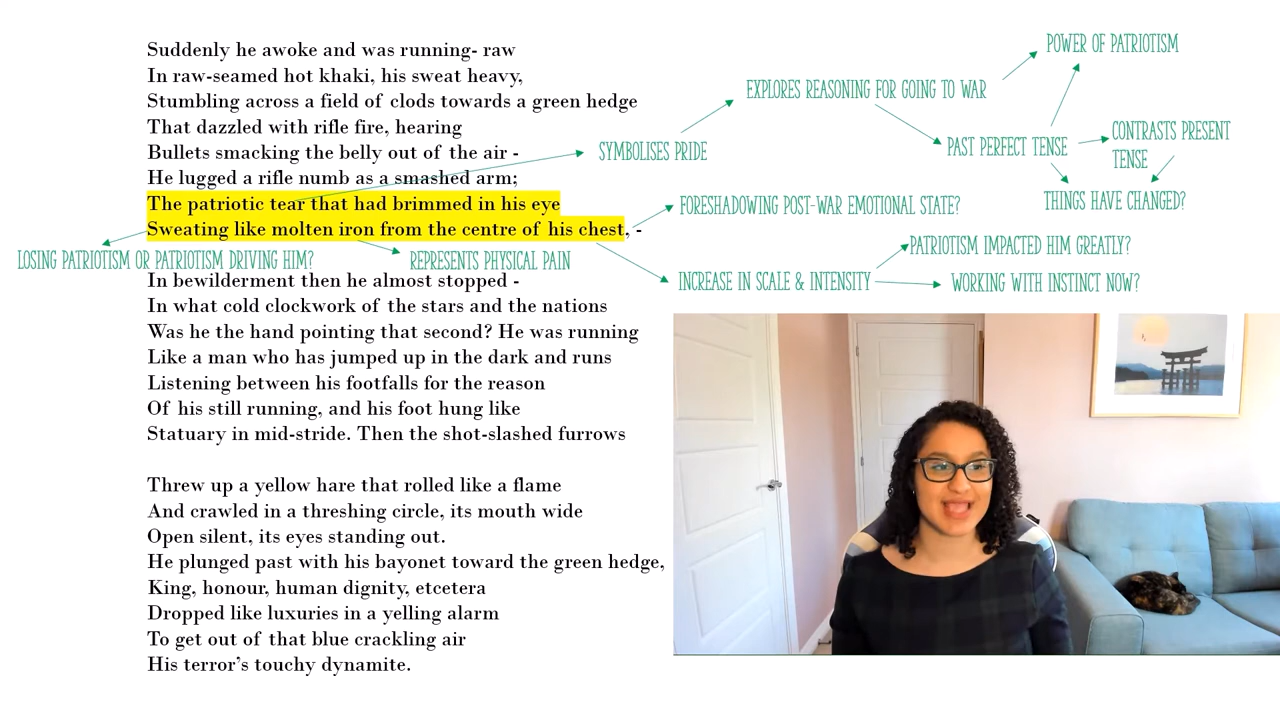 Suddenly he awoke and was running- raw
In raw-seamed hot khaki, his sweat heavy,
Stumbling across a field of clods towards a green hedge
That dazzled with rifle fire, hearing
Bullets smacking the belly out of the air -
He lugged a rifle numb as a smashed arm;
The patriotic tear that had brimmed in his eye
Sweating like molten iron from the centre of his chest, -
In bewilderment then he almost stopped -
In what cold clockwork of the stars and the nations
Was he the hand pointing that second? He was running
Like a man who has jumped up in the dark and runs
Listening between his footfalls for the reason
Of his still running, and his foot hung like
Statuary in mid-stride. Then the shot-slashed furrows
Threw up a yellow hare that rolled like a flame
And crawled in a threshing circle, its mouth wide
Open silent, its eyes standing out.
He plunged past with his bayonet toward the green hedge,
King, honour, human dignity, etcetera
Dropped like luxuries in a yelling alarm
To get out of that blue crackling air
His terror's touchy dynamite.
LOSING PATRIOTISM OR PATRIOTISM DRIVING HIM?
REPRESENTS PHYSICAL PAIN
SYMBOLISES PRIDE
EXPLORES REASONING FOR GOING TO WAR
POWER OF PATRIOTISM
PAST PERFECT TENSE
CONTRASTS PRESENT
TENSE
THINGS HAVE CHANGED?
FORESHADOWING POST-WAR EMOTIONAL STATE?
INCREASE IN SCALE & INTENSITY
PATRIOTISM IMPACTED HIM GREATLY?
WORKING WITH INSTINCT NOW?